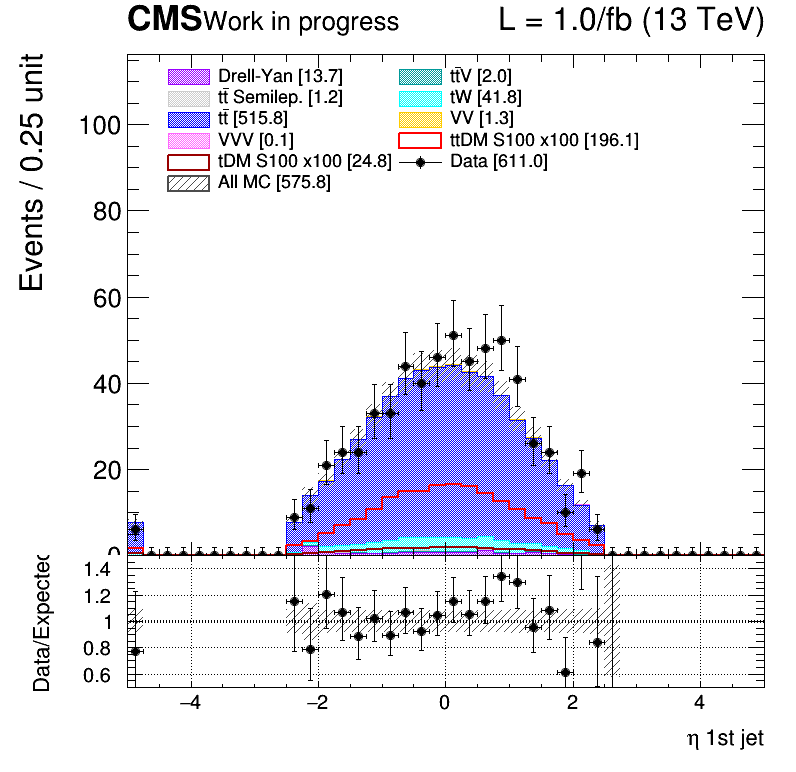 CMS Work in progress L = 1.0/fb (13 TeV)
Drell-Yan [13.7] tt̄V [2.0]
tt̄ Semilep. [1.2] tW [41.8]
tt̄ [515.8] VV [1.3]
VVV [0.1] ttDM S100 x100 [196.1]
tDM S100 x100 [24.8] Data [611.0]
All MC [575.8]
Events / 0.25 unit
100
80
60
40
20
0
Data/Expected
1.4
1.2
1
0.8
0.6
−4 −2 0 2 4
η 1st jet